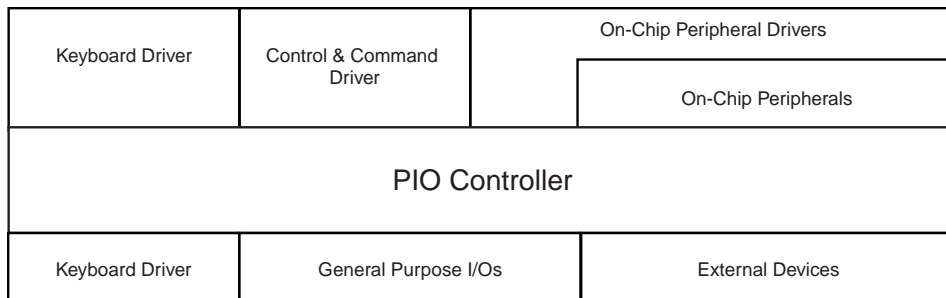 On-Chip Peripheral Drivers
Keyboard Driver
Control & Command
Driver
On-Chip Peripherals
PIO Controller
Keyboard Driver
General Purpose I/Os
External Devices